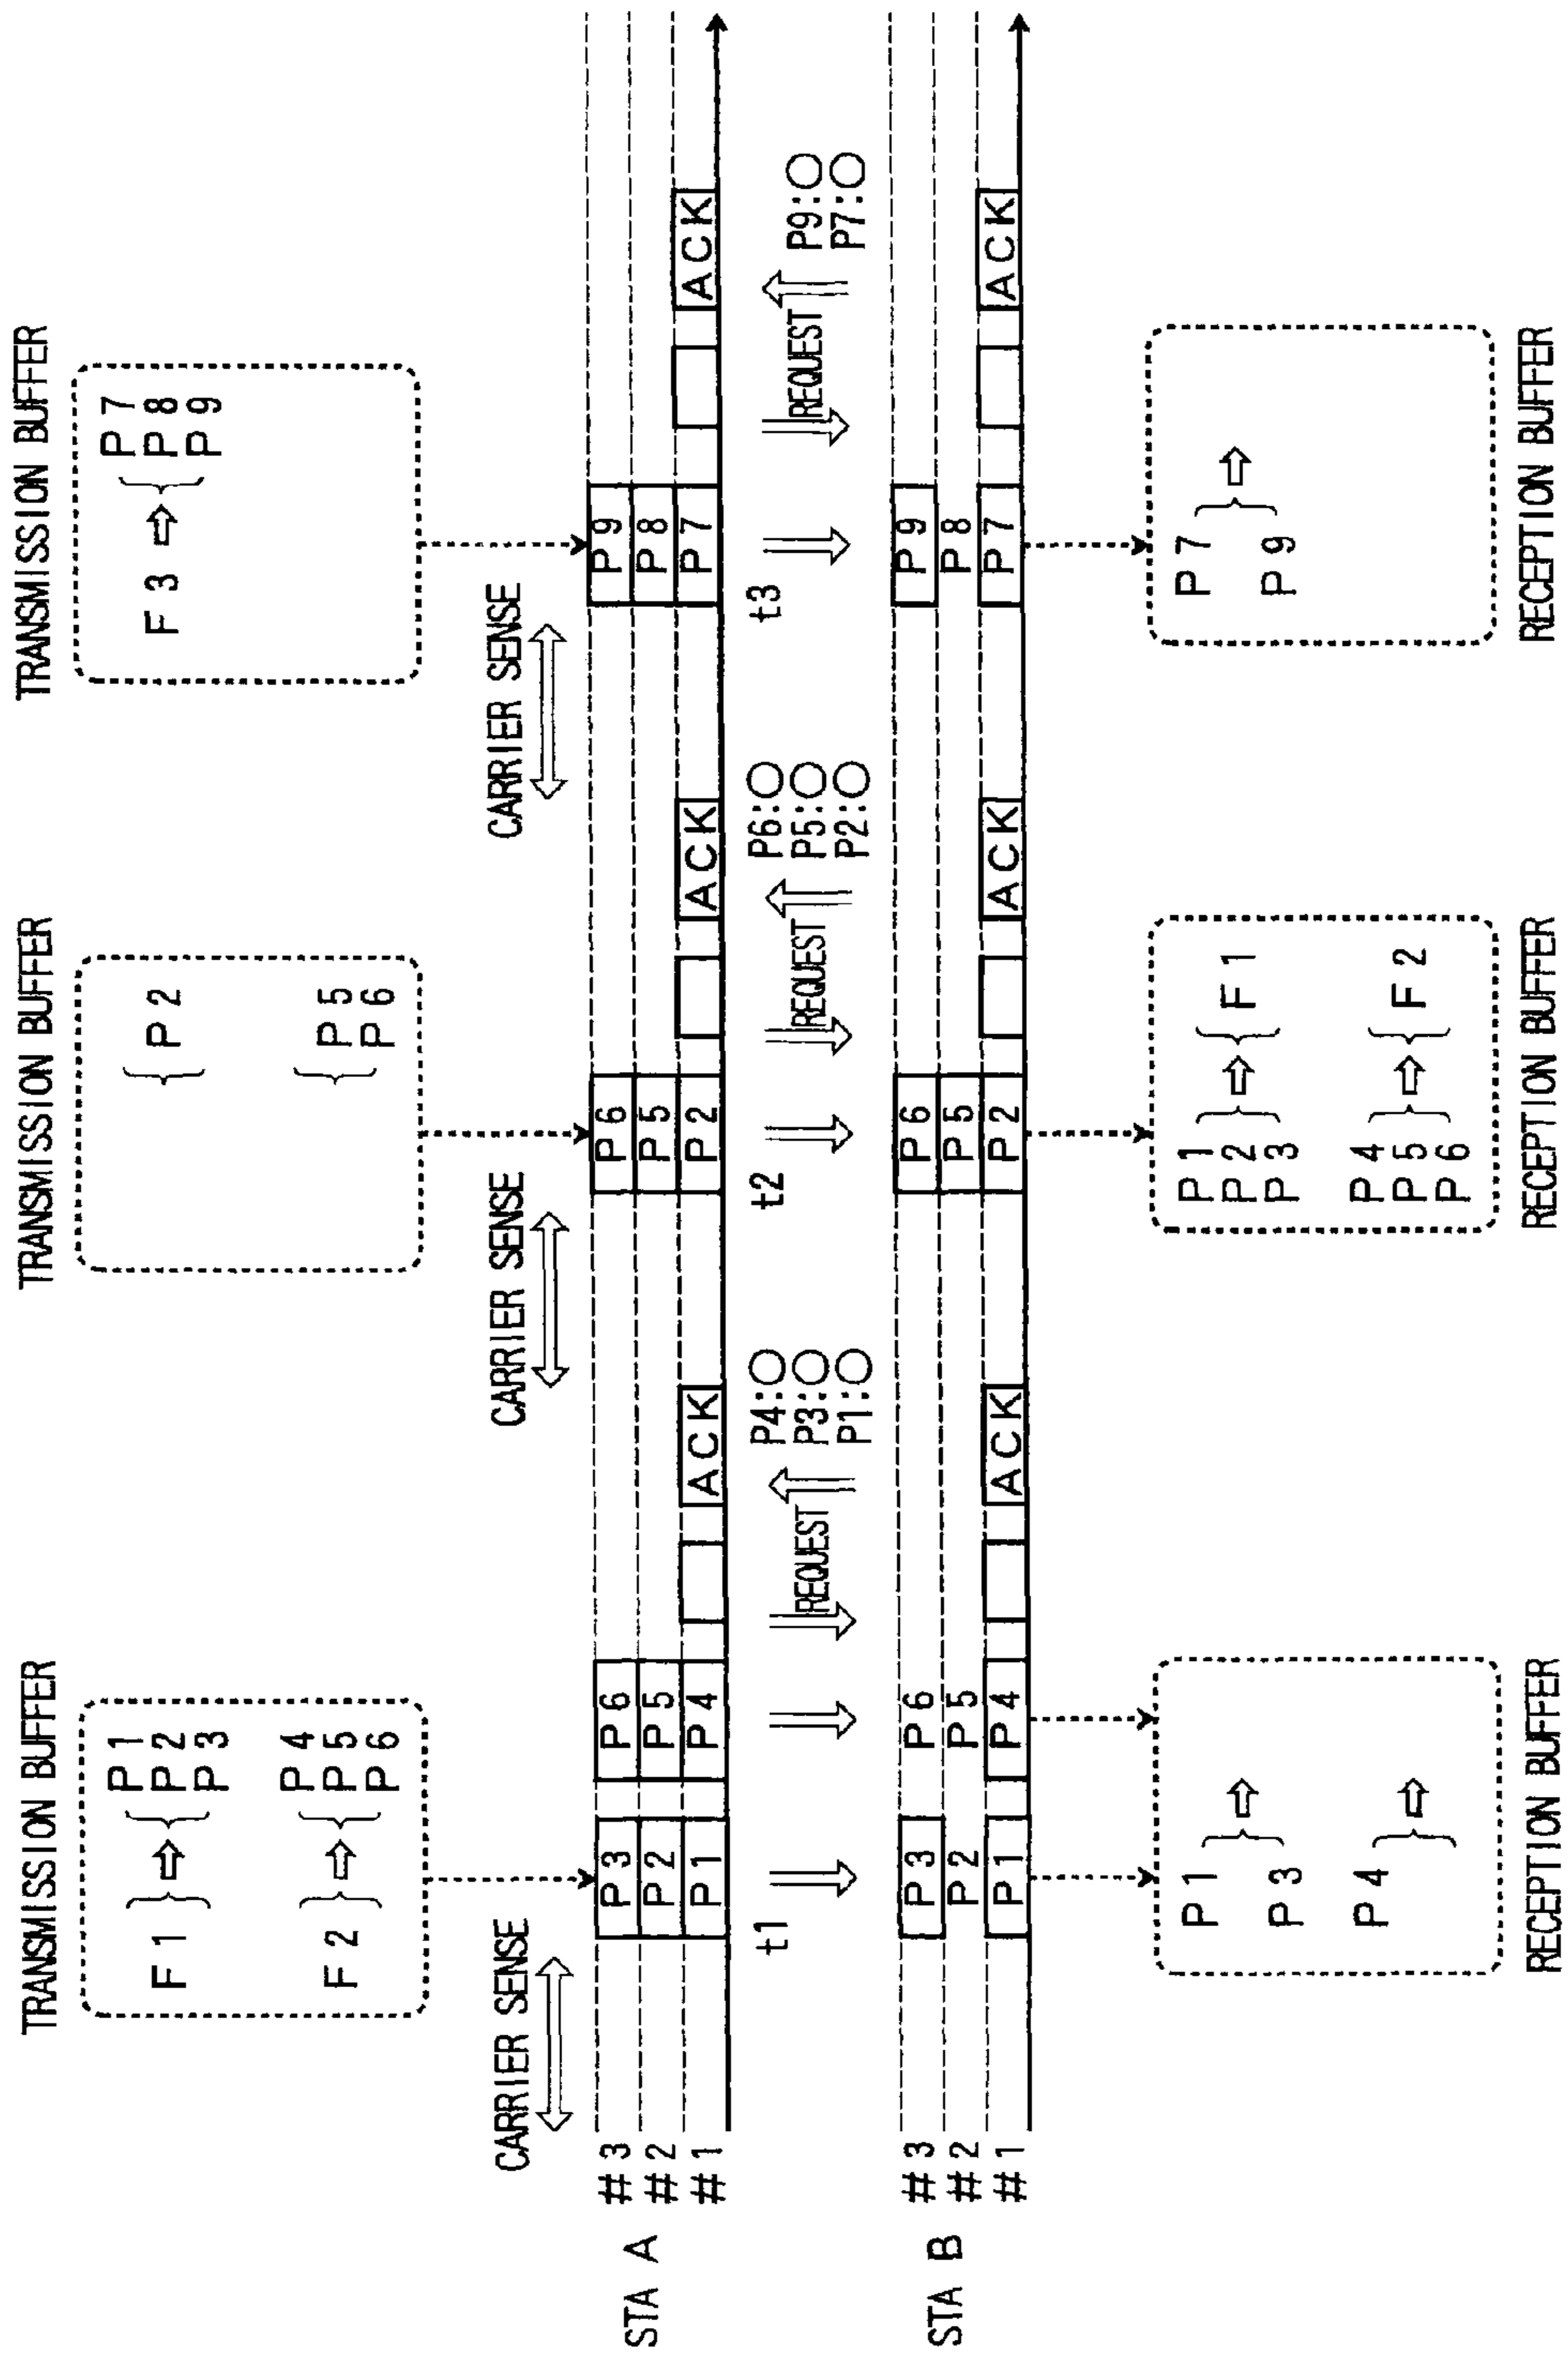 TRANSMISSION BUFFER
F1 P1
P2
P3
F2 P4
P5
P6
TRANSMISSION BUFFER
P2
P5
P6
TRANSMISSION BUFFER
F3 P7
P8
P9
CARRIER SENSE
CARRIER SENSE
CARRIER SENSE
STA A
#3 P3 P6 P6 P9
#2 P2 P5 P5 P8
#1 P1 P4 ACK P2 ACK P7 ACK
t1
REQUEST
P4:○
P3:○
P1:○
t2
REQUEST
P6:○
P5:○
P2:○
t3
REQUEST
P9:○
P7:○
STA B
#3 P3 P6 P6 P9
#2 P2 P5 P5 P8
#1 P1 P4 ACK P2 ACK P7 ACK
P1
P3
P4
RECEPTION BUFFER
P1
P2 F1
P3
P4
P5 F2
P6
RECEPTION BUFFER
P7
P9
RECEPTION BUFFER